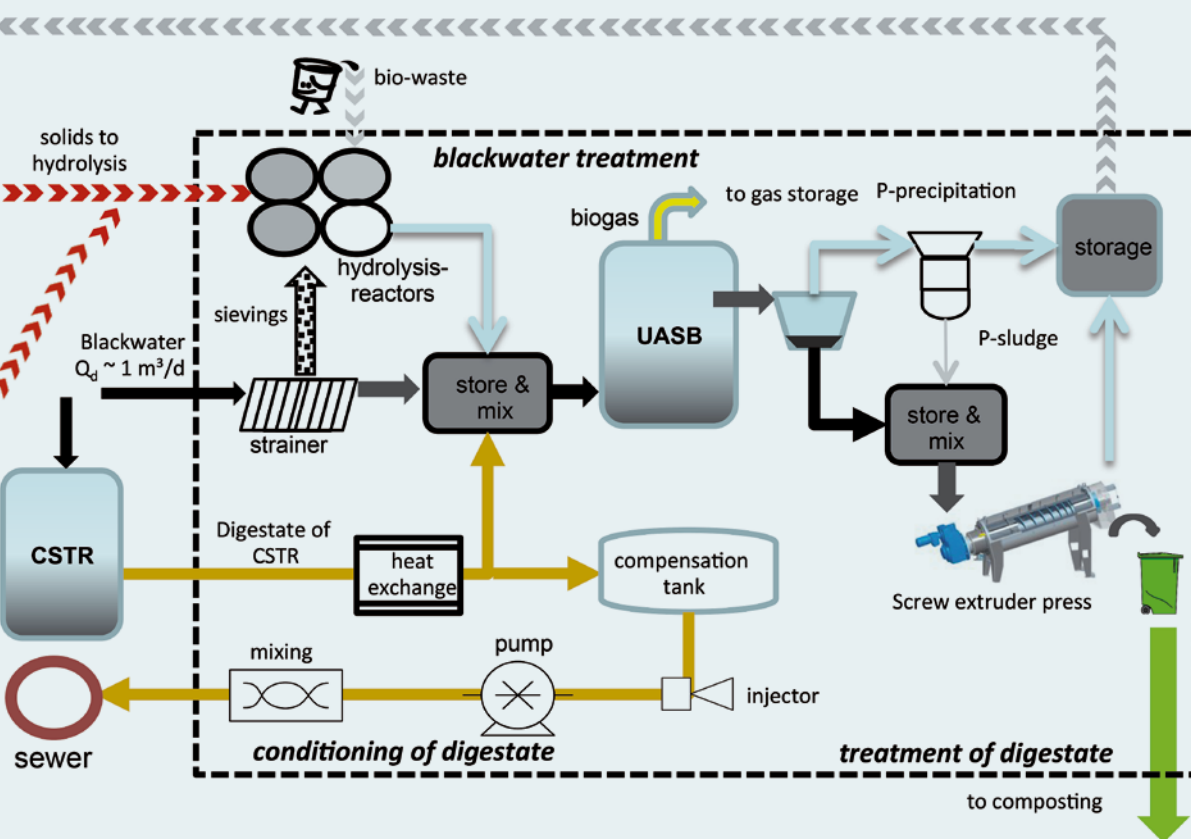 bio-waste
solids to
hydrolysis
blackwater treatment
to gas storage
P-precipitation
biogas
storage
hydrolysis-
reactors
sievings
Blackwater
Qd ~ 1 m³/d
UASB
P-sludge
store &
mix
store &
mix
strainer
Digestate of
CSTR
CSTR
heat
exchange
compensation
tank
Screw extruder press
mixing
pump
injector
sewer
conditioning of digestate
treatment of digestate
to composting